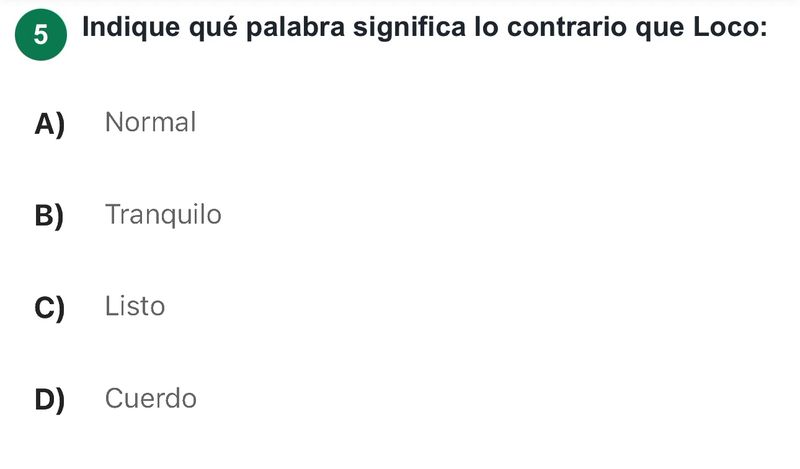 5 Indique qué palabra significa lo contrario que Loco:
A) Normal
B) Tranquilo
C) Listo
D) Cuerdo